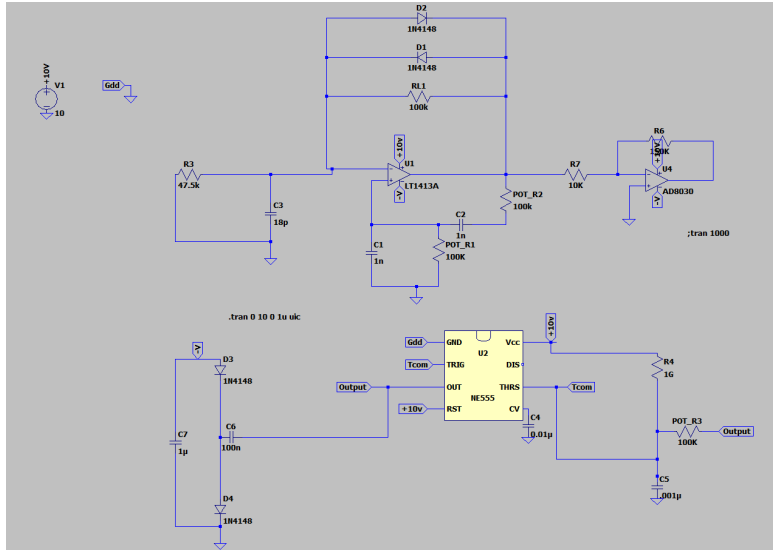 D2
1N4148
D1
1N4148
RL1
100k
+10V
V1
10
Gdd
R3
47.5k
C3
18p
+10v
U1
LT1413A
-V
C2
1n
POT_R2
100k
C1
1n
POT_R1
100K
R7
10K
R6
+10v
U4
AD8030
-V
;tran 1000
.tran 0 10 0 1u uic
-V
D3
1N4148
C7
1µ
C6
100n
D4
1N4148
Output
Gdd
Tcom
+10v
GND
TRIG
OUT
RST
U2
NE555
Vcc
DIS
THRS
CV
+10v
Tcom
C4
0.01µ
R4
1G
POT_R3
100K
Output
C5
.001µ